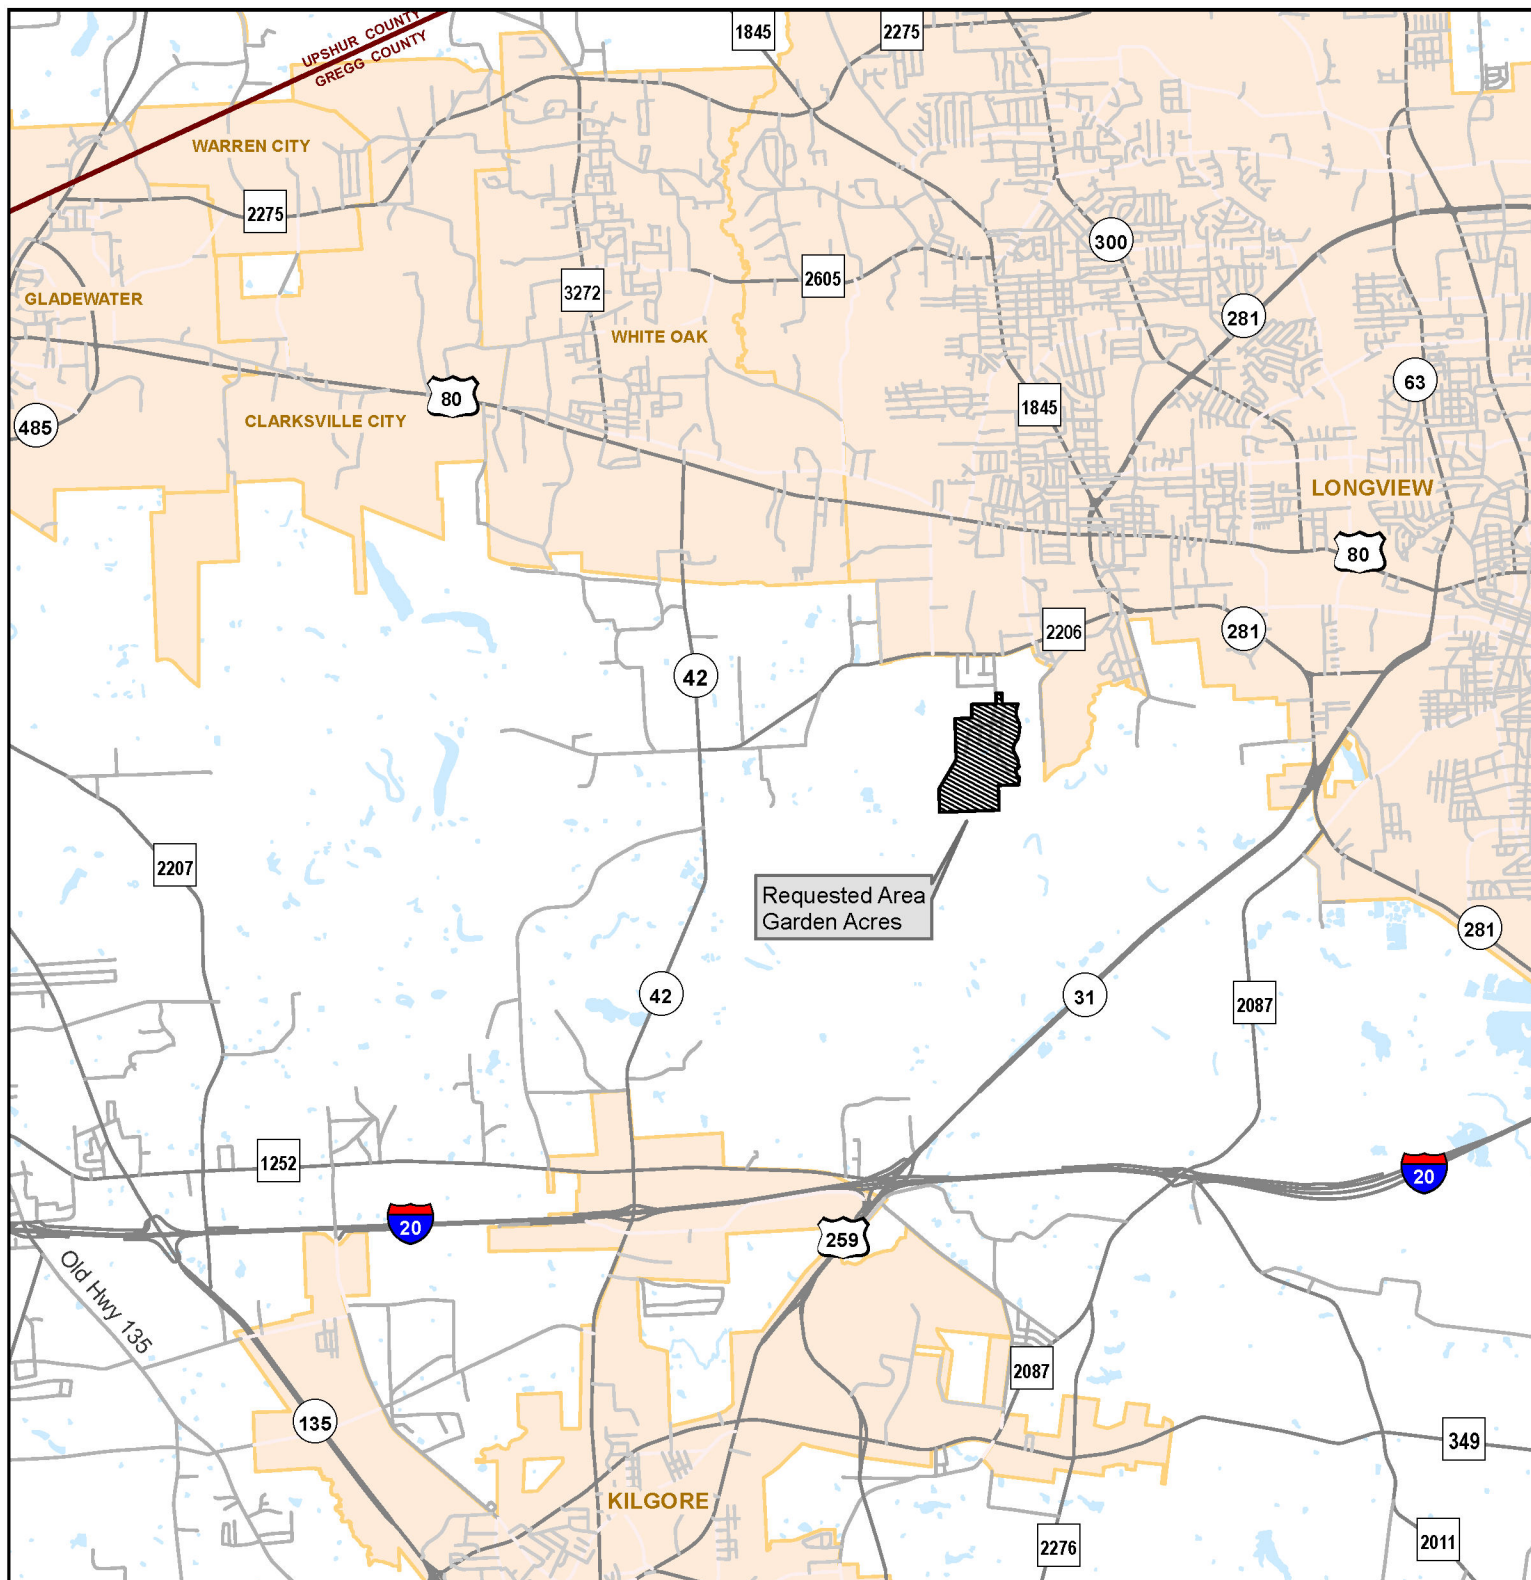 UPSHUR COUNTY
GREGG COUNTY
1845
2275
WARREN CITY
2275
300
GLADEWATER
3272
2605
281
WHITE OAK
80
63
1845
485
CLARKSVILLE CITY
LONGVIEW
80
2206
281
42
2207
Requested Area
Garden Acres
281
42
31
2087
1252
20
20
259
Old Hwy 135
2087
135
349
KILGORE
2276
2011